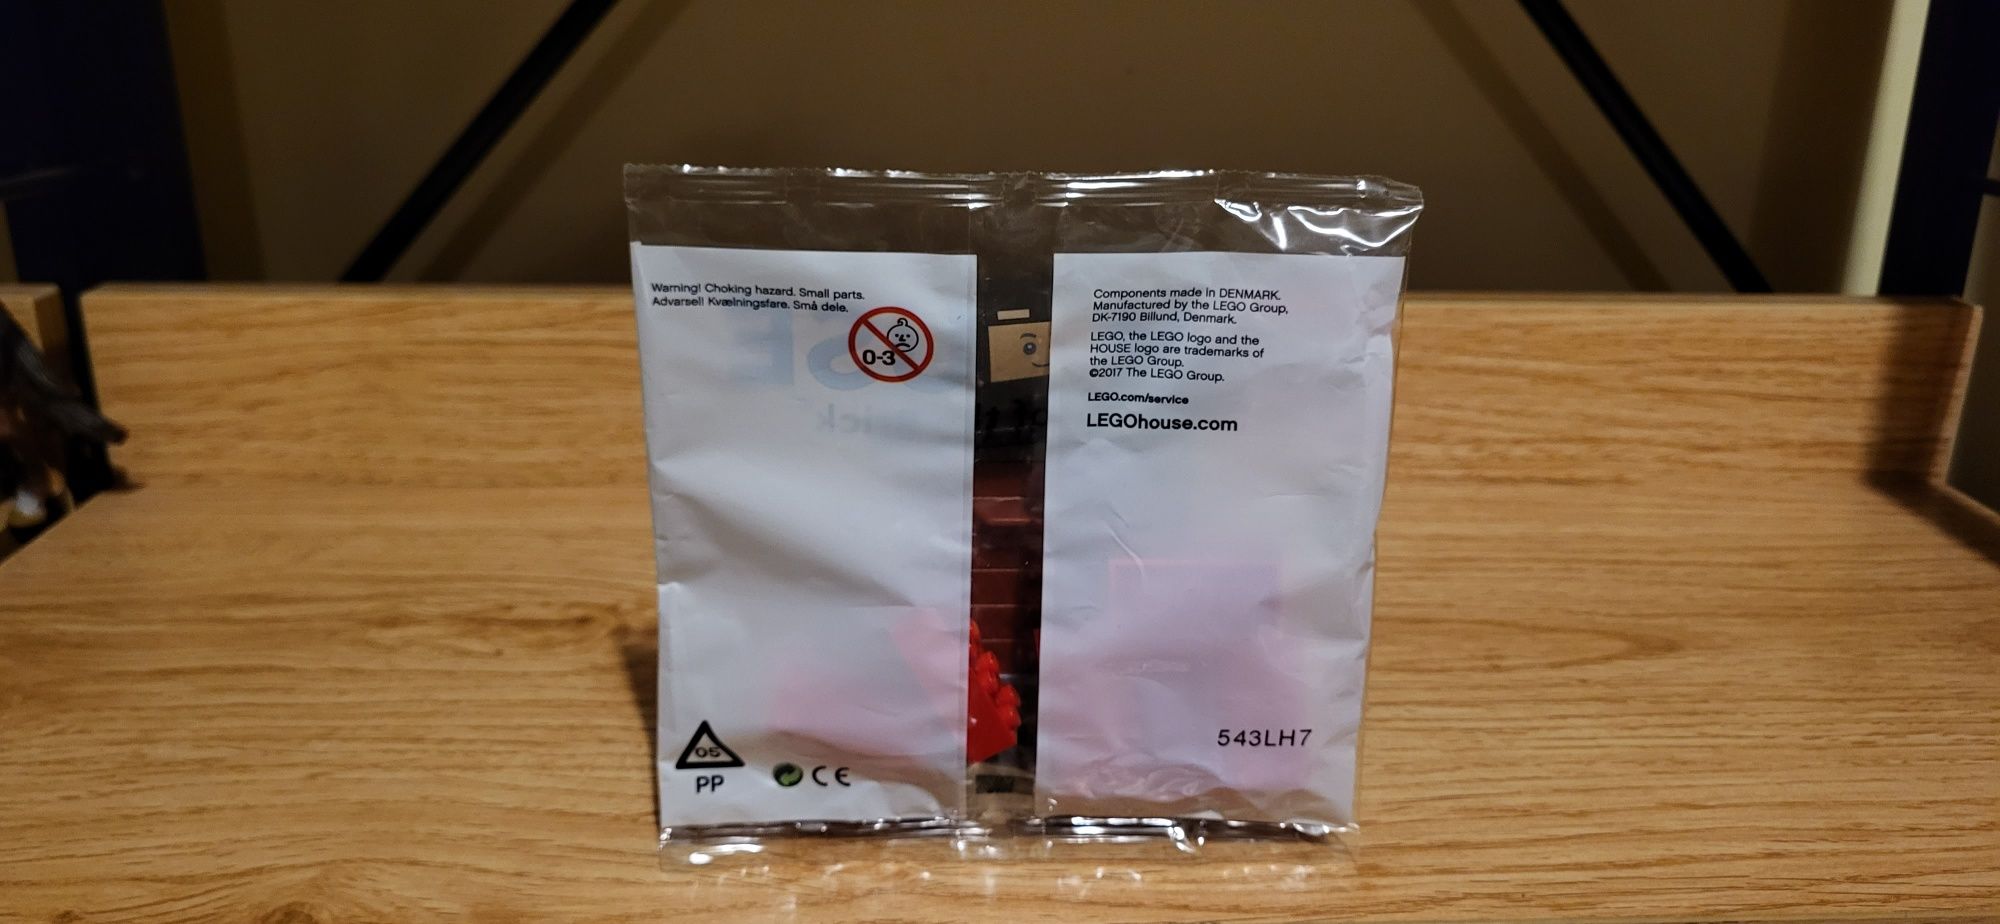 Warning! Choking hazard. Small parts.
Advarsel! Kvælningsfare. Små dele.
0-3
05
PP
CE
Components made in DENMARK.
Manufactured by the LEGO Group,
DK-7190 Billund, Denmark.
LEGO, the LEGO logo and the
HOUSE logo are trademarks of
the LEGO Group.
©2017 The LEGO Group.
LEGO.com/service
LEGOhouse.com
543LH7